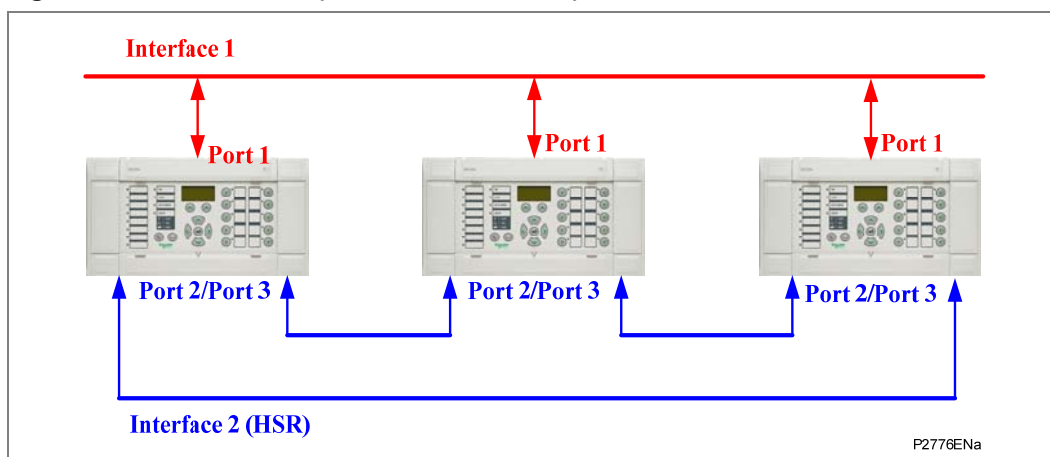 Interface 1
Port 1
Port 1
Port 1
Port 2/Port 3
Port 2/Port 3
Port 2/Port 3
Interface 2 (HSR)
P2776ENa